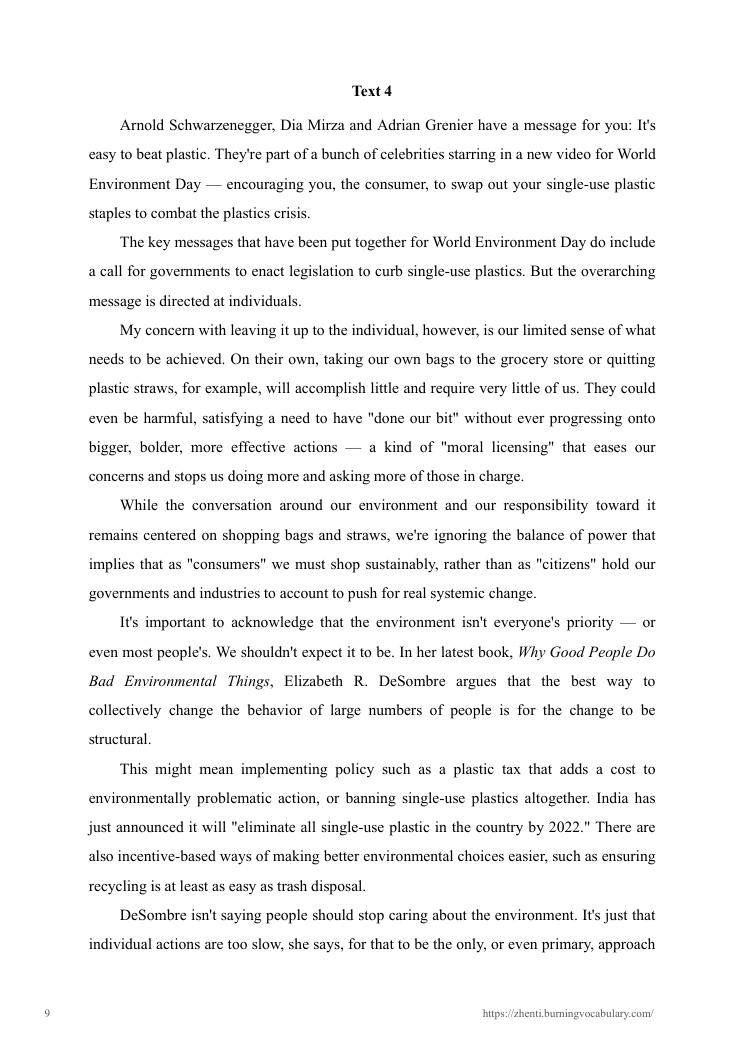 Text 4
Arnold Schwarzenegger, Dia Mirza and Adrian Grenier have a message for you: It's
easy to beat plastic. They're part of a bunch of celebrities starring in a new video for World
Environment Day — encouraging you, the consumer, to swap out your single-use plastic
staples to combat the plastics crisis.
The key messages that have been put together for World Environment Day do include
a call for governments to enact legislation to curb single-use plastics. But the overarching
message is directed at individuals.
My concern with leaving it up to the individual, however, is our limited sense of what
needs to be achieved. On their own, taking our own bags to the grocery store or quitting
plastic straws, for example, will accomplish little and require very little of us. They could
even be harmful, satisfying a need to have "done our bit" without ever progressing onto
bigger, bolder, more effective actions — a kind of "moral licensing" that eases our
concerns and stops us doing more and asking more of those in charge.
While the conversation around our environment and our responsibility toward it
remains centered on shopping bags and straws, we're ignoring the balance of power that
implies that as "consumers" we must shop sustainably, rather than as "citizens" hold our
governments and industries to account to push for real systemic change.
It's important to acknowledge that the environment isn't everyone's priority — or
even most people's. We shouldn't expect it to be. In her latest book, Why Good People Do
Bad Environmental Things, Elizabeth R. DeSombre argues that the best way to
collectively change the behavior of large numbers of people is for the change to be
structural.
This might mean implementing policy such as a plastic tax that adds a cost to
environmentally problematic action, or banning single-use plastics altogether. India has
just announced it will "eliminate all single-use plastic in the country by 2022." There are
also incentive-based ways of making better environmental choices easier, such as ensuring
recycling is at least as easy as trash disposal.
DeSombre isn't saying people should stop caring about the environment. It's just that
individual actions are too slow, she says, for that to be the only, or even primary, approach
9
https://zhenti.burningvocabulary.com/